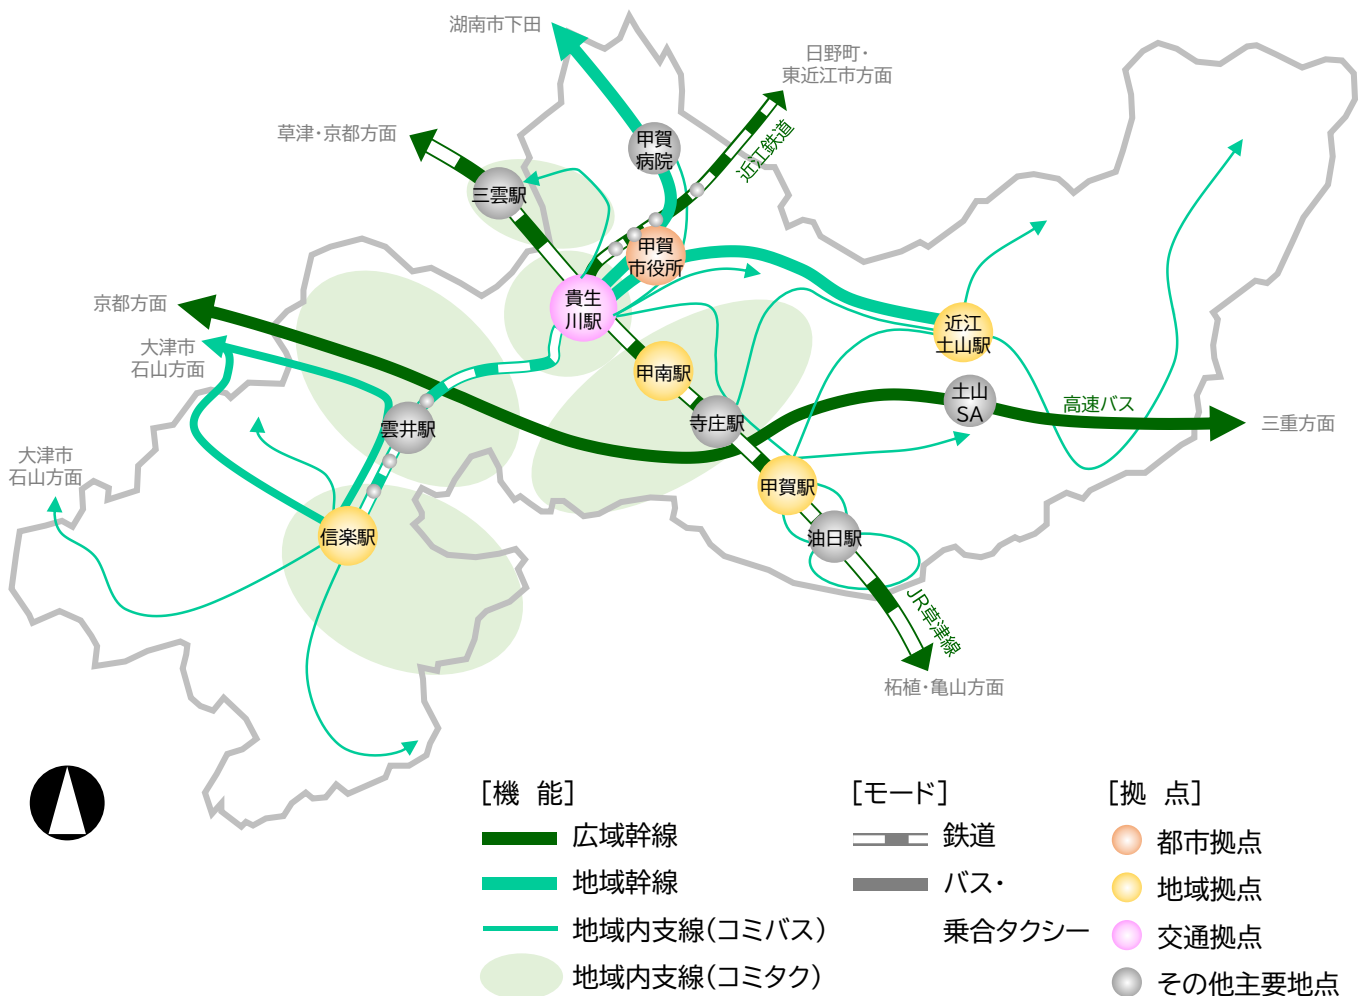 湖南市下田
日野町・
東近江市方面
草津・京都方面
甲賀
病院
近江鉄道
三雲駅
甲賀
市役所
京都方面
貴生
川駅
近江
土山駅
大津市
石山方面
甲南駅
土山
SA
高速バス
三重方面
寺庄駅
雲井駅
大津市
石山方面
甲賀駅
信楽駅
油日駅
JR草津線
柘植・亀山方面
[機 能]
広域幹線
地域幹線
地域内支線(コミバス)
地域内支線(コミタク)
[モード]
鉄道
バス・
乗合タクシー
[拠 点]
都市拠点
地域拠点
交通拠点
その他主要地点